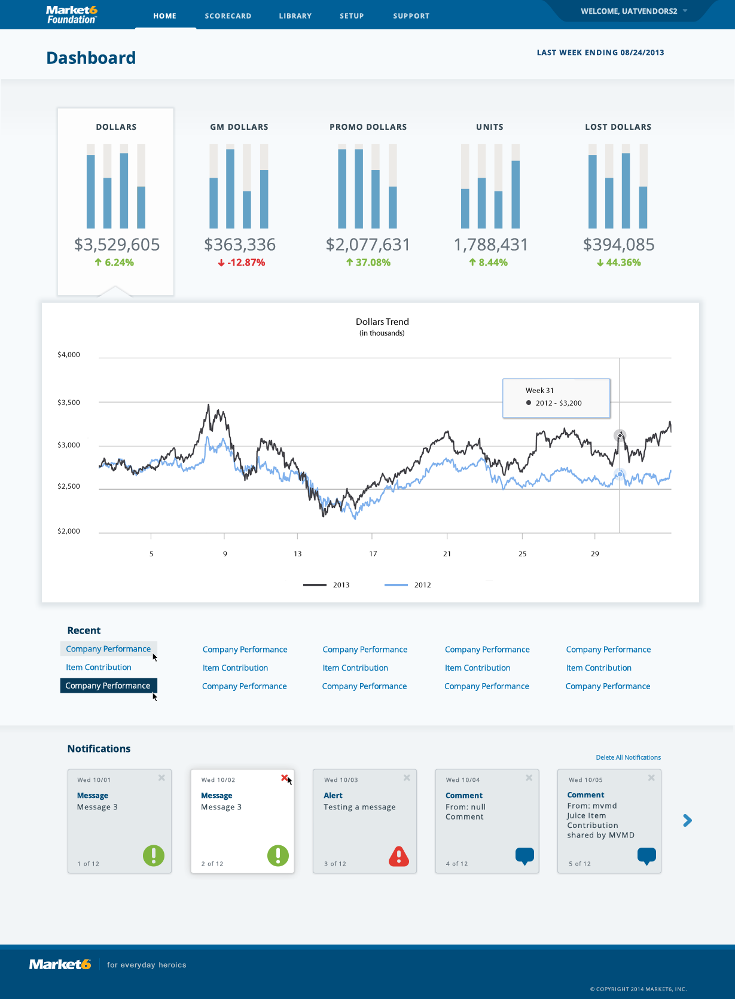 Market6
Foundation™
HOME SCORECARD LIBRARY SETUP SUPPORT
WELCOME, UATVENDORS2
Dashboard
LAST WEEK ENDING 08/24/2013
DOLLARS GM DOLLARS PROMO DOLLARS UNITS LOST DOLLARS
$3,529,605 $363,336 $2,077,631 1,788,431 $394,085
6.24% -12.87% 37.08% 8.44% 44.36%
Dollars Trend
(in thousands)
$4,000
$3,500
$3,000
$2,500
$2,000
Week 31
2012 - $3,200
5 9 13 17 21 25 29
2013 2012
Recent
Company Performance Company Performance Company Performance Company Performance Company Performance
Item Contribution Item Contribution Item Contribution Item Contribution Item Contribution
Company Performance Company Performance Company Performance Company Performance Company Performance
Notifications
Delete All Notifications
Wed 10/01
Message
Message 3
1 of 12
Wed 10/02
Message
Message 3
2 of 12
Wed 10/03
Alert
Testing a message
3 of 12
Wed 10/04
Comment
From: null
Comment
4 of 12
Wed 10/05
Comment
From: mvmd
Juice Item
Contribution
shared by MVMD
5 of 12
Market6 for everyday heroics
© COPYRIGHT 2014 MARKET6, INC.